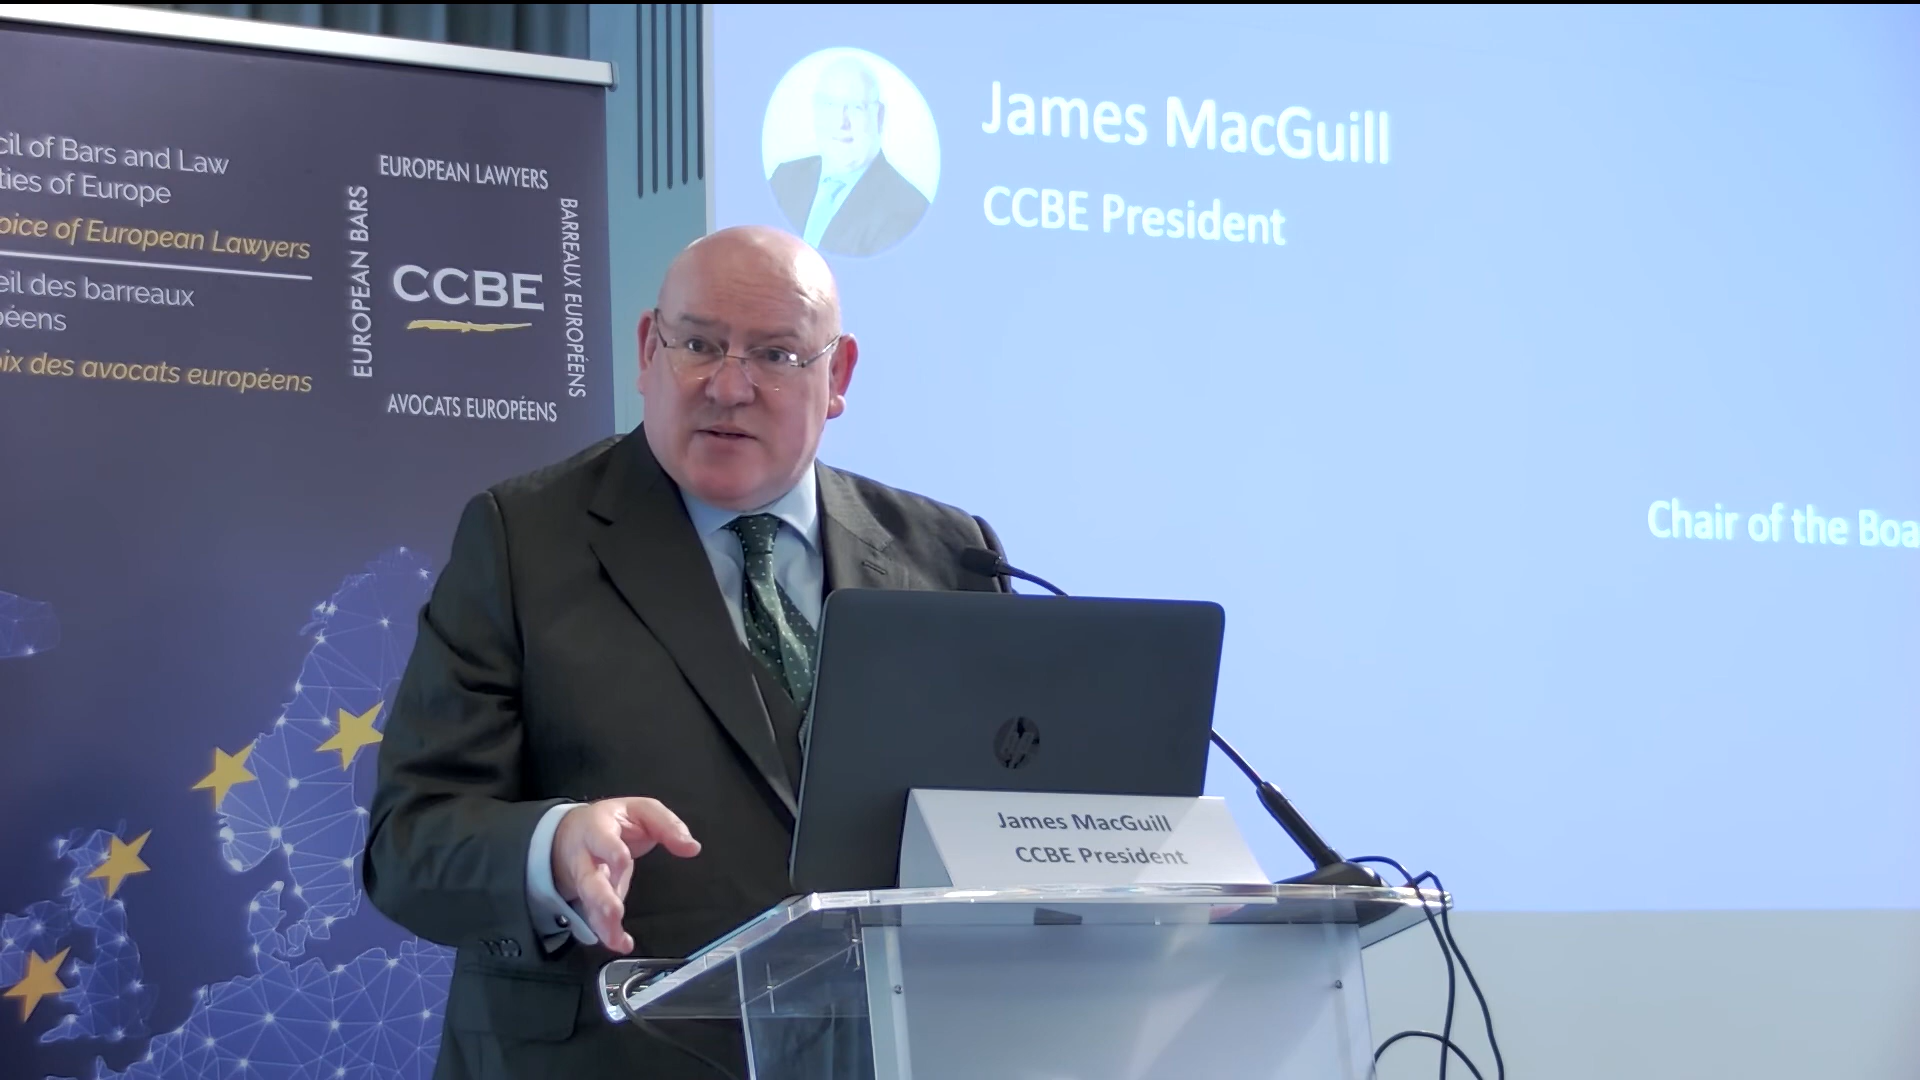 cil of Bars and Law
ties of Europe
oice of European Lawyers
eil des barreaux
péens
ix des avocats européens
EUROPEAN LAWYERS
EUROPEAN BARS
CCBE
BARREAUX EUROPÉENS
AVOCATS EUROPÉENS
James MacGuill
CCBE President
Chair of the Boa
hp
James MacGuill
CCBE President